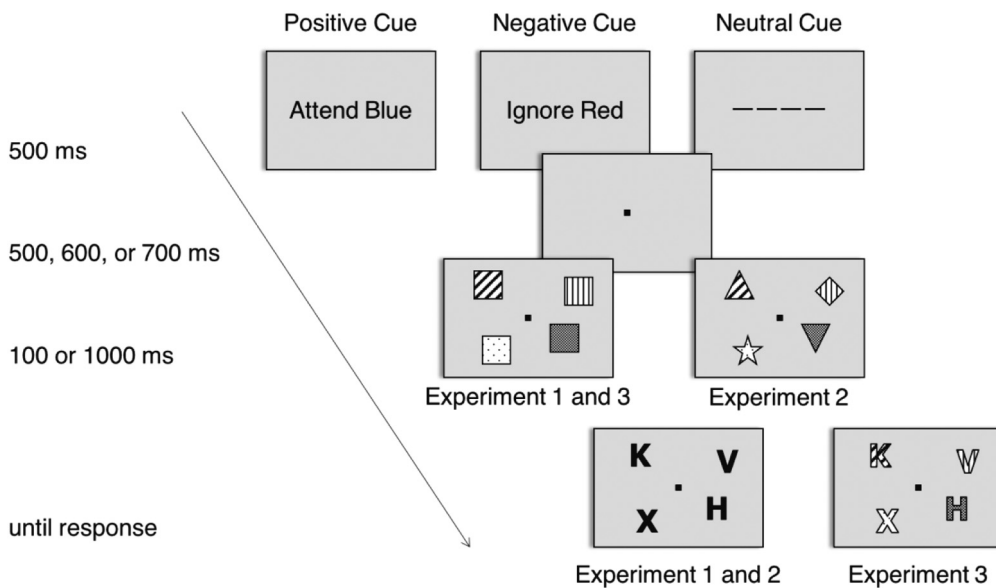 Positive Cue Negative Cue Neutral Cue
Attend Blue Ignore Red — — — —
500 ms
500, 600, or 700 ms
100 or 1000 ms
Experiment 1 and 3 Experiment 2
K V K V
X H X H
until response
Experiment 1 and 2 Experiment 3